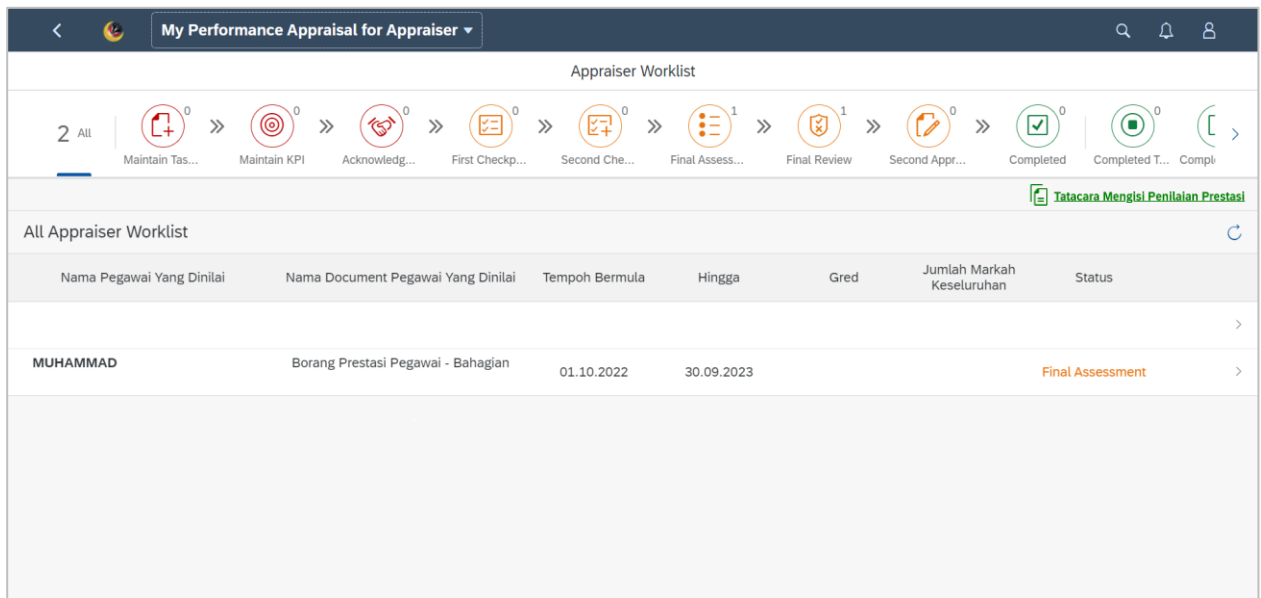 My Performance Appraisal for Appraiser
Appraiser Worklist
2 All
0
Maintain Tas...
0
Maintain KPI
0
Acknowledg...
0
First Checkp...
0
Second Che...
1
Final Assess...
1
Final Review
0
Second Appr...
0
Completed
0
Completed T...
Compl
Tatacara Mengisi Penilaian Prestasi
All Appraiser Worklist
Nama Pegawai Yang Dinilai Nama Document Pegawai Yang Dinilai Tempoh Bermula Hingga Gred Jumlah Markah Keseluruhan Status
MUHAMMAD Borang Prestasi Pegawai - Bahagian 01.10.2022 30.09.2023 Final Assessment